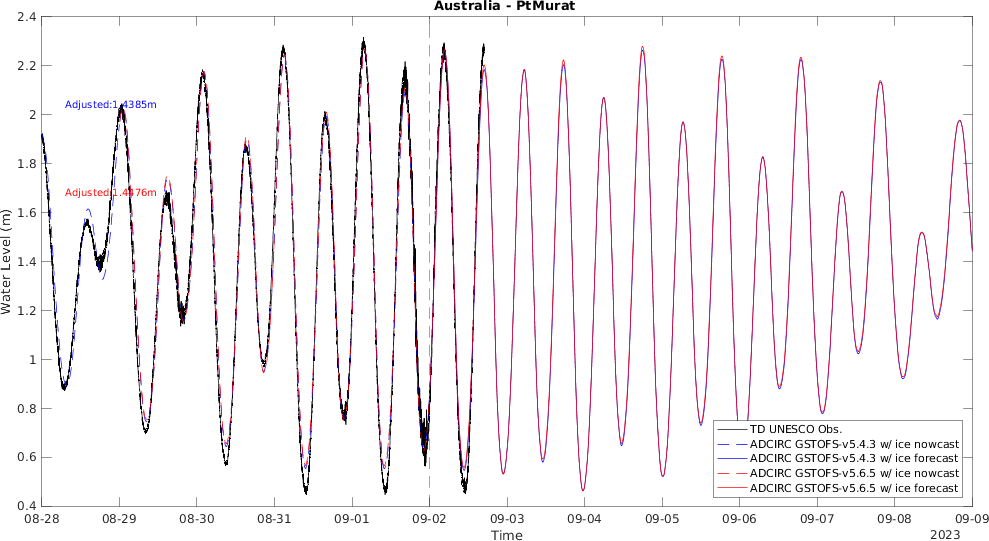 Australia - PtMurat
2.4
2.2
2
1.8
1.6
1.4
1.2
1
0.8
0.6
0.4
Water Level (m)
Adjusted:1.4385m
Adjusted:1.4476m
TD UNESCO Obs.
ADCIRC GSTOFS-v5.4.3 w/ ice nowcast
ADCIRC GSTOFS-v5.4.3 w/ ice forecast
ADCIRC GSTOFS-v5.6.5 w/ ice nowcast
ADCIRC GSTOFS-v5.6.5 w/ ice forecast
08-28 08-29 08-30 08-31 09-01 09-02 09-03 09-04 09-05 09-06 09-07 09-08 09-09
Time
2023